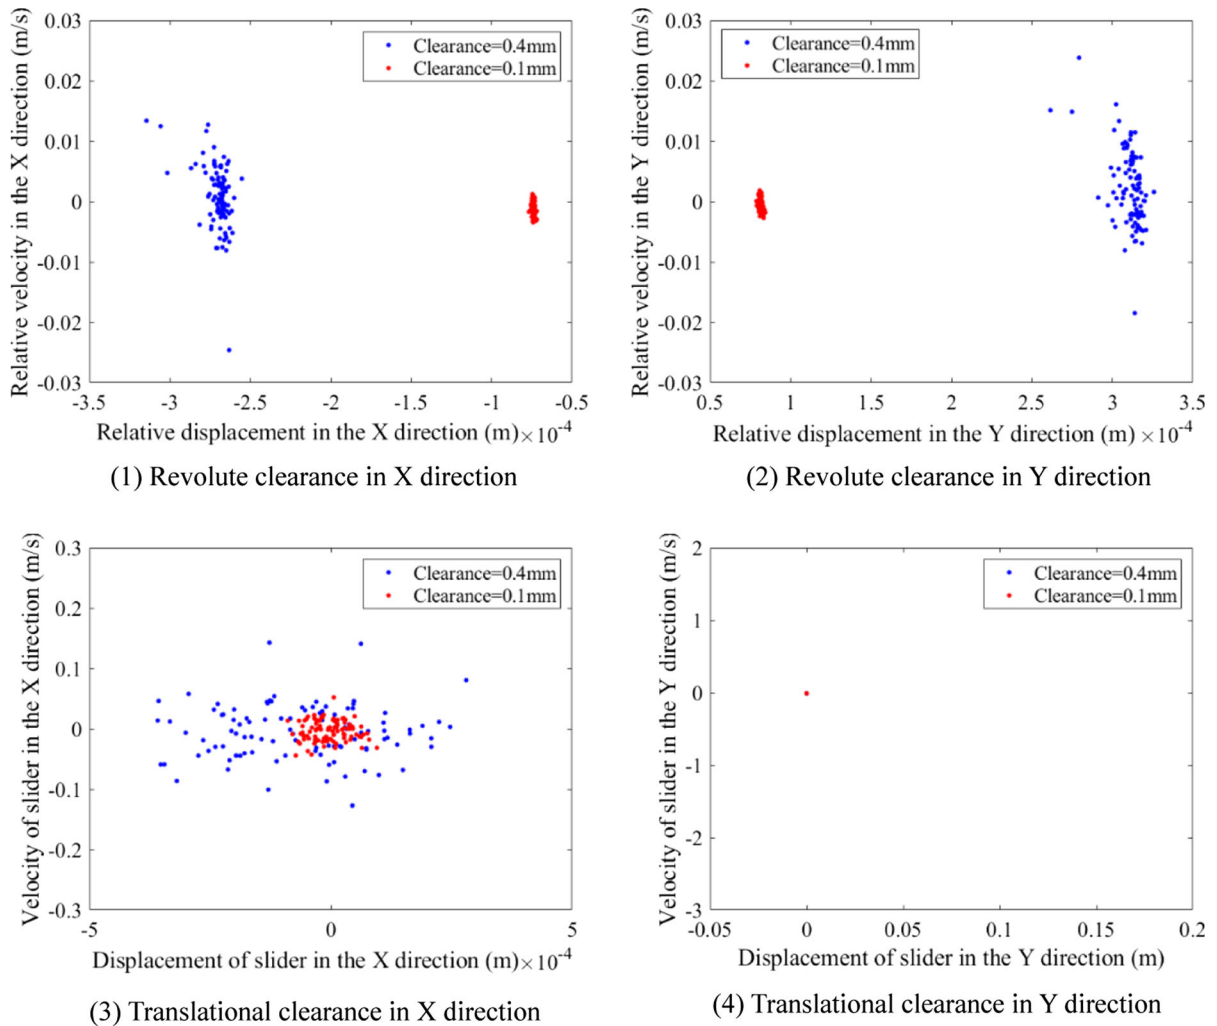 Relative velocity in the X direction (m/s)
0.03
0.02
0.01
0
-0.01
-0.02
-0.03
Clearance=0.4mm
Clearance=0.1mm
-3.5
-3
-2.5
-2
-1.5
-1
-0.5
Relative displacement in the X direction (m)×10-4
(1) Revolute clearance in X direction
Relative velocity in the Y direction (m/s)
0.03
0.02
0.01
0
-0.01
-0.02
-0.03
Clearance=0.4mm
Clearance=0.1mm
0.5
1
1.5
2
2.5
3
3.5
Relative displacement in the Y direction (m) ×10-4
(2) Revolute clearance in Y direction
Velocity of slider in the X direction (m/s)
0.3
0.2
0.1
0
-0.1
-0.2
-0.3
Clearance=0.4mm
Clearance=0.1mm
-5
0
5
Displacement of slider in the X direction (m)×10-4
(3) Translational clearance in X direction
Velocity of slider in the Y direction (m/s)
2
1
0
-1
-2
-3
Clearance=0.4mm
Clearance=0.1mm
-0.05
0
0.05
0.1
0.15
0.2
Displacement of slider in the Y direction (m)
(4) Translational clearance in Y direction